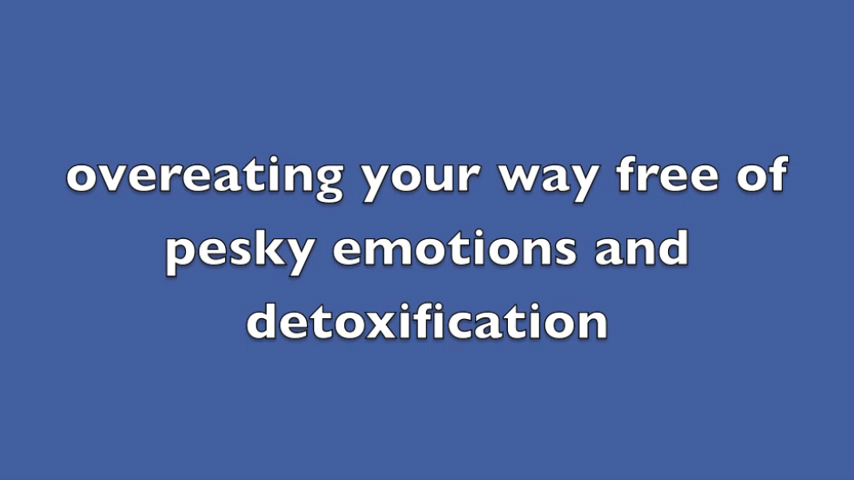 overeating your way free of
pesky emotions and
detoxification